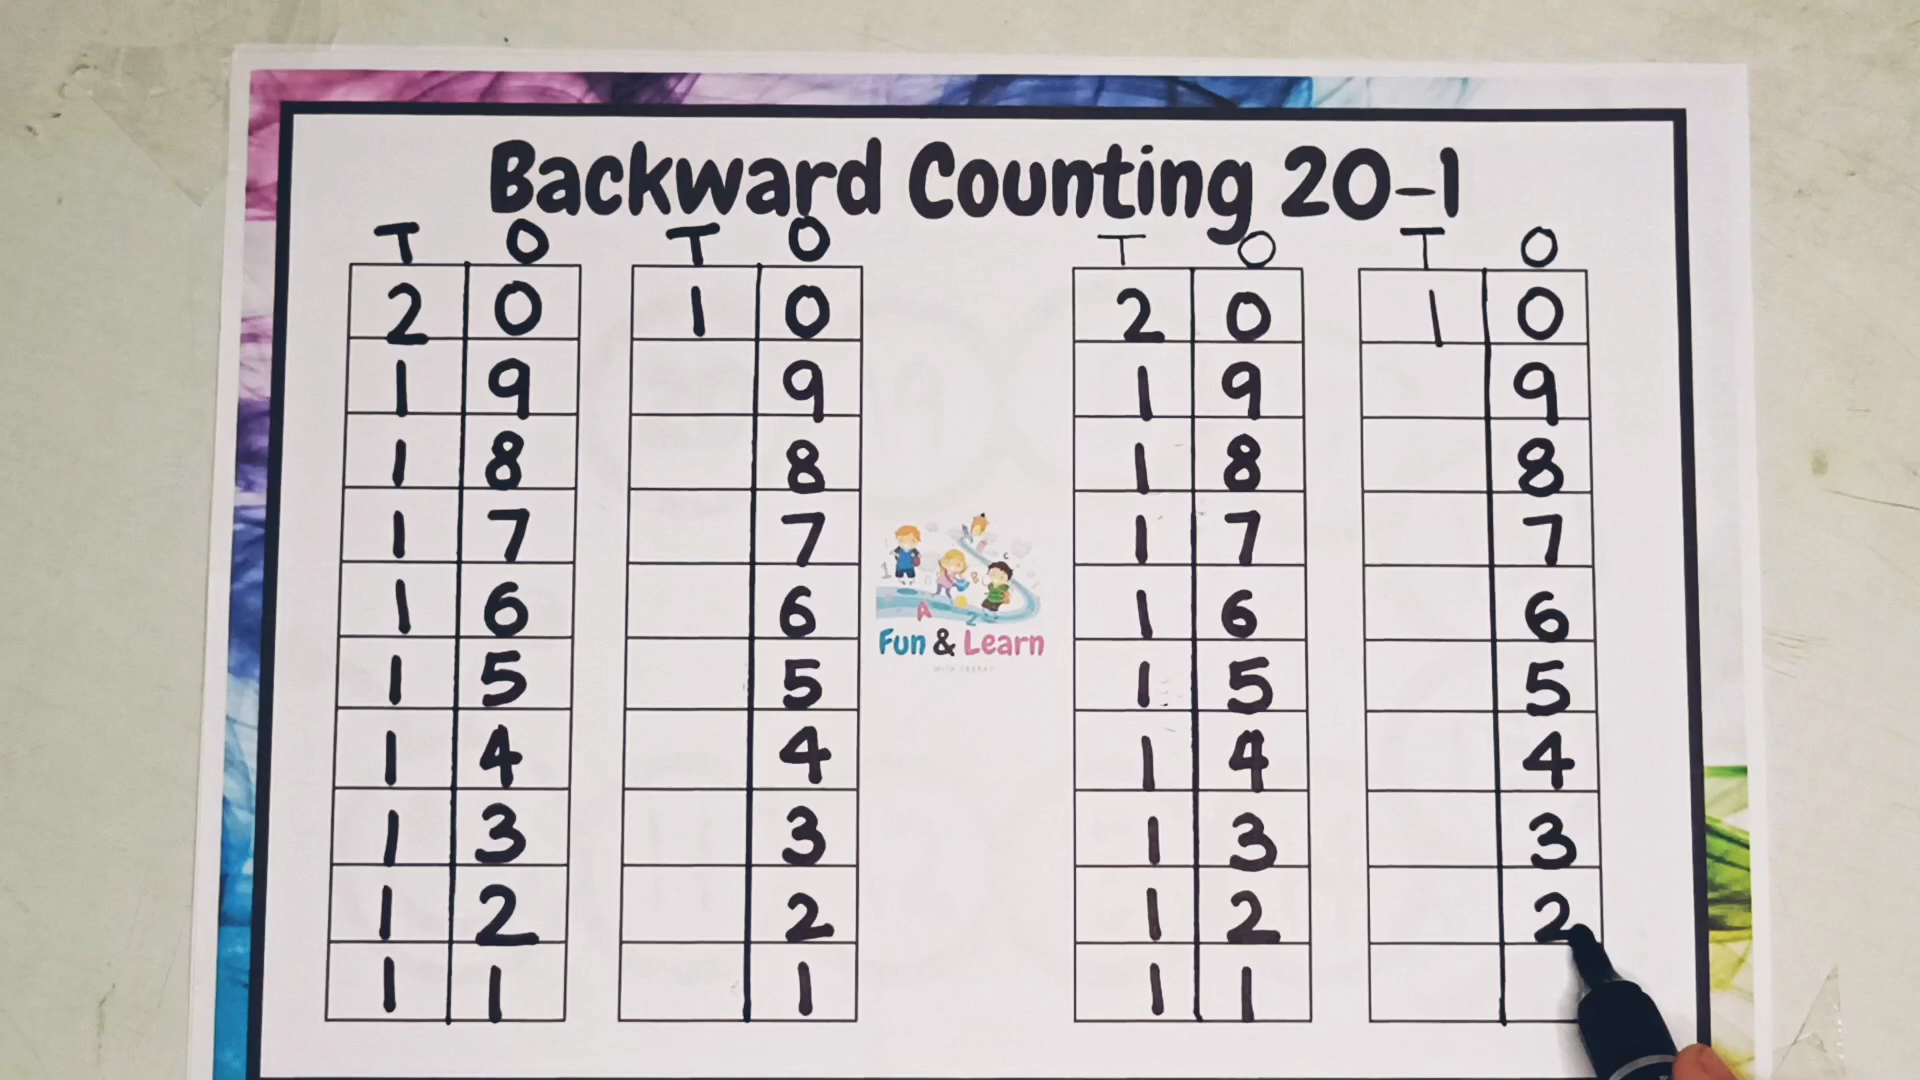 Backward Counting 20-1
T O T O T O T O
2 0 1 0 2 0 1 0
1 9 9 1 9 9
1 8 8 1 8 8
1 7 7 1 7 7
1 6 6 1 6 6
1 5 5 1 5 5
1 4 4 1 4 4
1 3 3 1 3 3
1 2 2 1 2 2
1 1 1 1 1
Fun & Learn